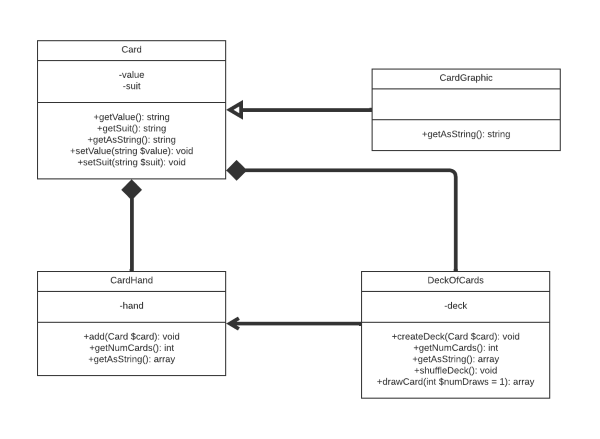 Card
-value
-suit
+getValue(): string
+getSuit(): string
+getAsString(): string
+setValue(string $value): void
+setSuit(string $suit): void
CardGraphic
+getAsString(): string
CardHand
-hand
+add(Card $card): void
+getNumCards(): int
+getAsString(): array
DeckOfCards
-deck
+createDeck(Card $card): void
+getNumCards(): int
+getAsString(): array
+shuffleDeck(): void
+drawCard(int $numDraws = 1): array